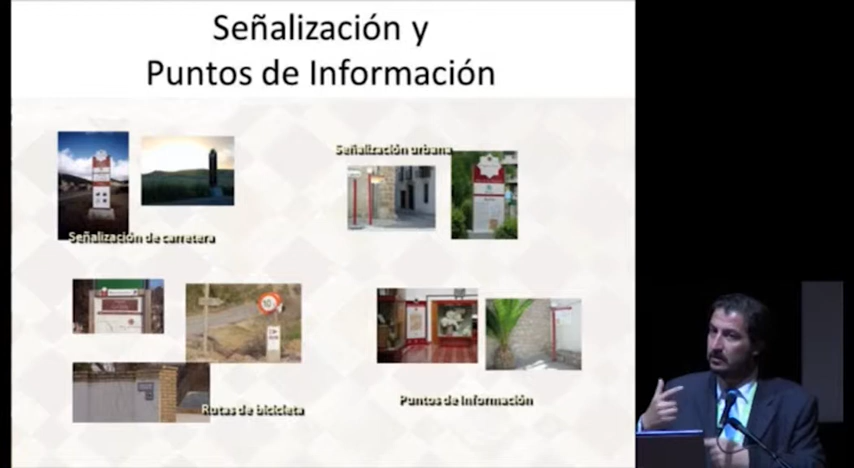 Señalización y
Puntos de Información
Señalización urbana
Señalización de carretera
Rutas de bicicleta
Puntos de Información